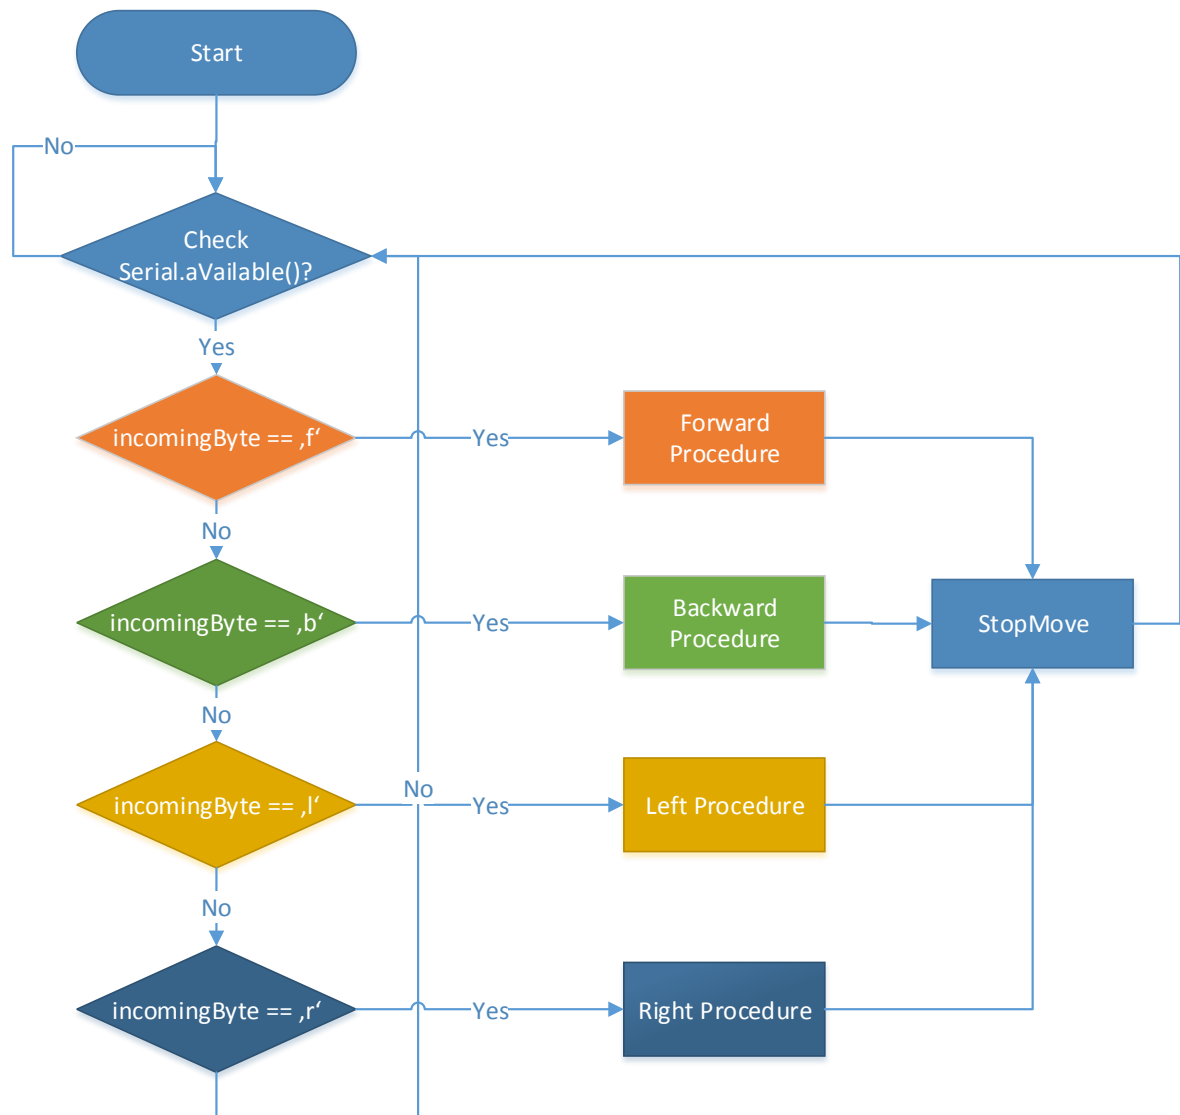 Start
No
Check
Serial.aVailable()?
Yes
incomingByte == ‚f‘
Yes
Forward
Procedure
No
incomingByte == ‚b‘
Yes
Backward
Procedure
StopMove
No
incomingByte == ‚l‘
No
Yes
Left Procedure
No
incomingByte == ‚r‘
Yes
Right Procedure